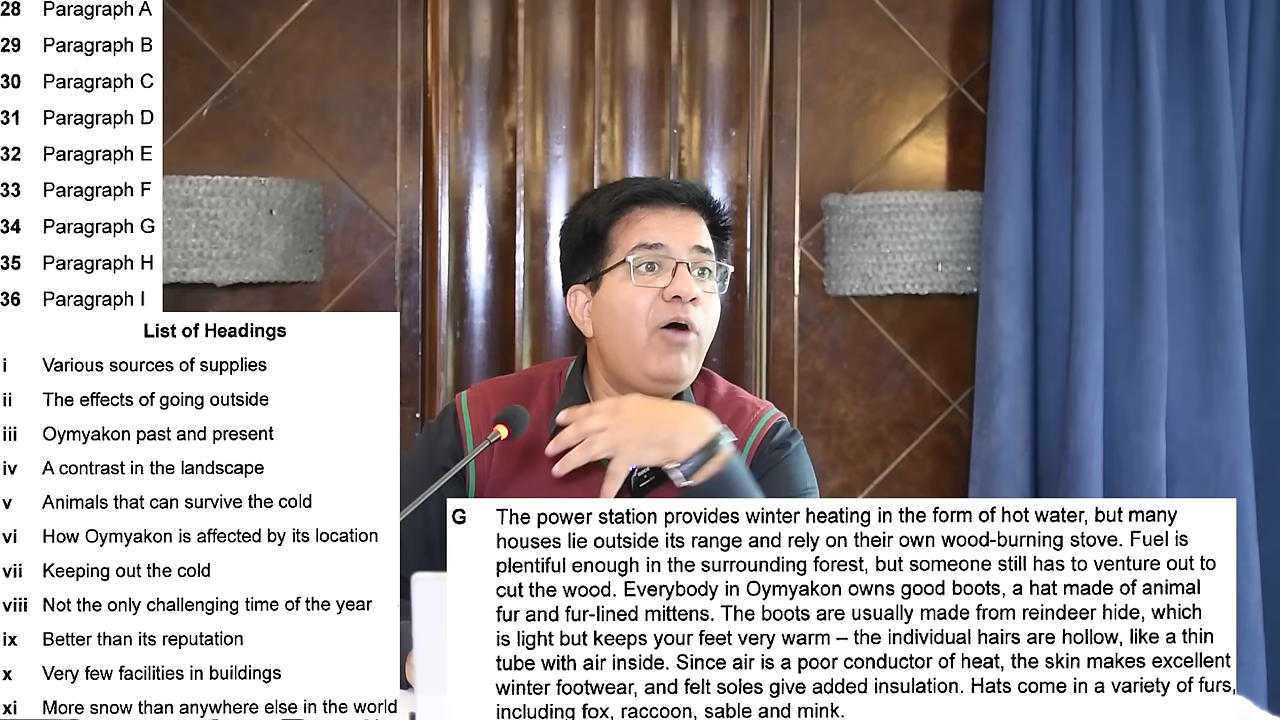 28 Paragraph A
29 Paragraph B
30 Paragraph C
31 Paragraph D
32 Paragraph E
33 Paragraph F
34 Paragraph G
35 Paragraph H
36 Paragraph I
List of Headings
i Various sources of supplies
ii The effects of going outside
iii Oymyakon past and present
iv A contrast in the landscape
v Animals that can survive the cold
vi How Oymyakon is affected by its location
vii Keeping out the cold
viii Not the only challenging time of the year
ix Better than its reputation
x Very few facilities in buildings
xi More snow than anywhere else in the world
G The power station provides winter heating in the form of hot water, but many
houses lie outside its range and rely on their own wood-burning stove. Fuel is
plentiful enough in the surrounding forest, but someone still has to venture out to
cut the wood. Everybody in Oymyakon owns good boots, a hat made of animal
fur and fur-lined mittens. The boots are usually made from reindeer hide, which
is light but keeps your feet very warm – the individual hairs are hollow, like a thin
tube with air inside. Since air is a poor conductor of heat, the skin makes excellent
winter footwear, and felt soles give added insulation. Hats come in a variety of furs,
including fox, raccoon, sable and mink.